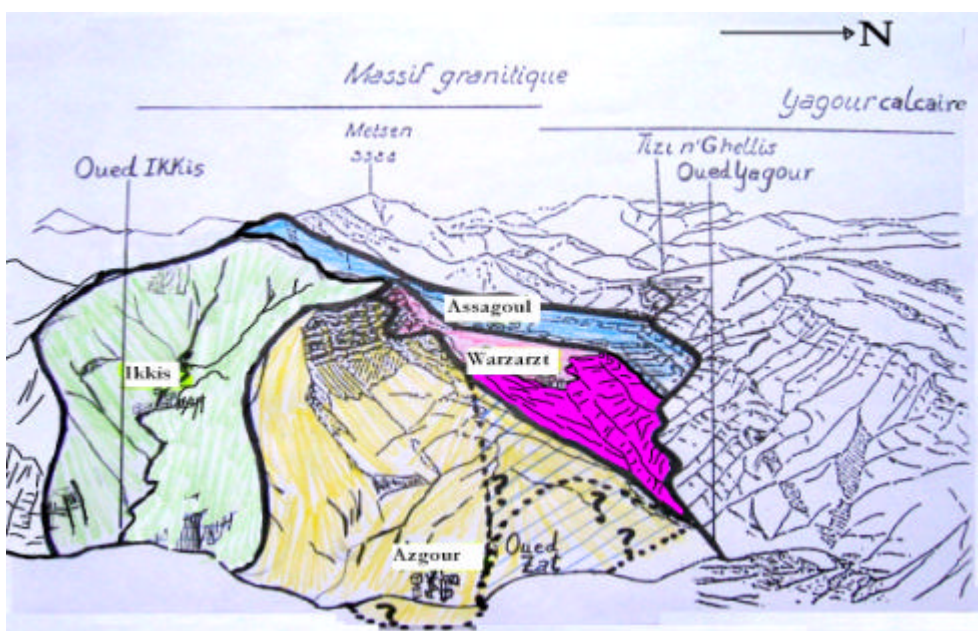 N
Massif granitique
Yagour calcaire
Metsen
Tizi n'Ghellis
Oued IKKis
Oued Yagour
Assagoul
Warzarzt
Ikkis
?
?
?
Azgour
Oued
Zat
?